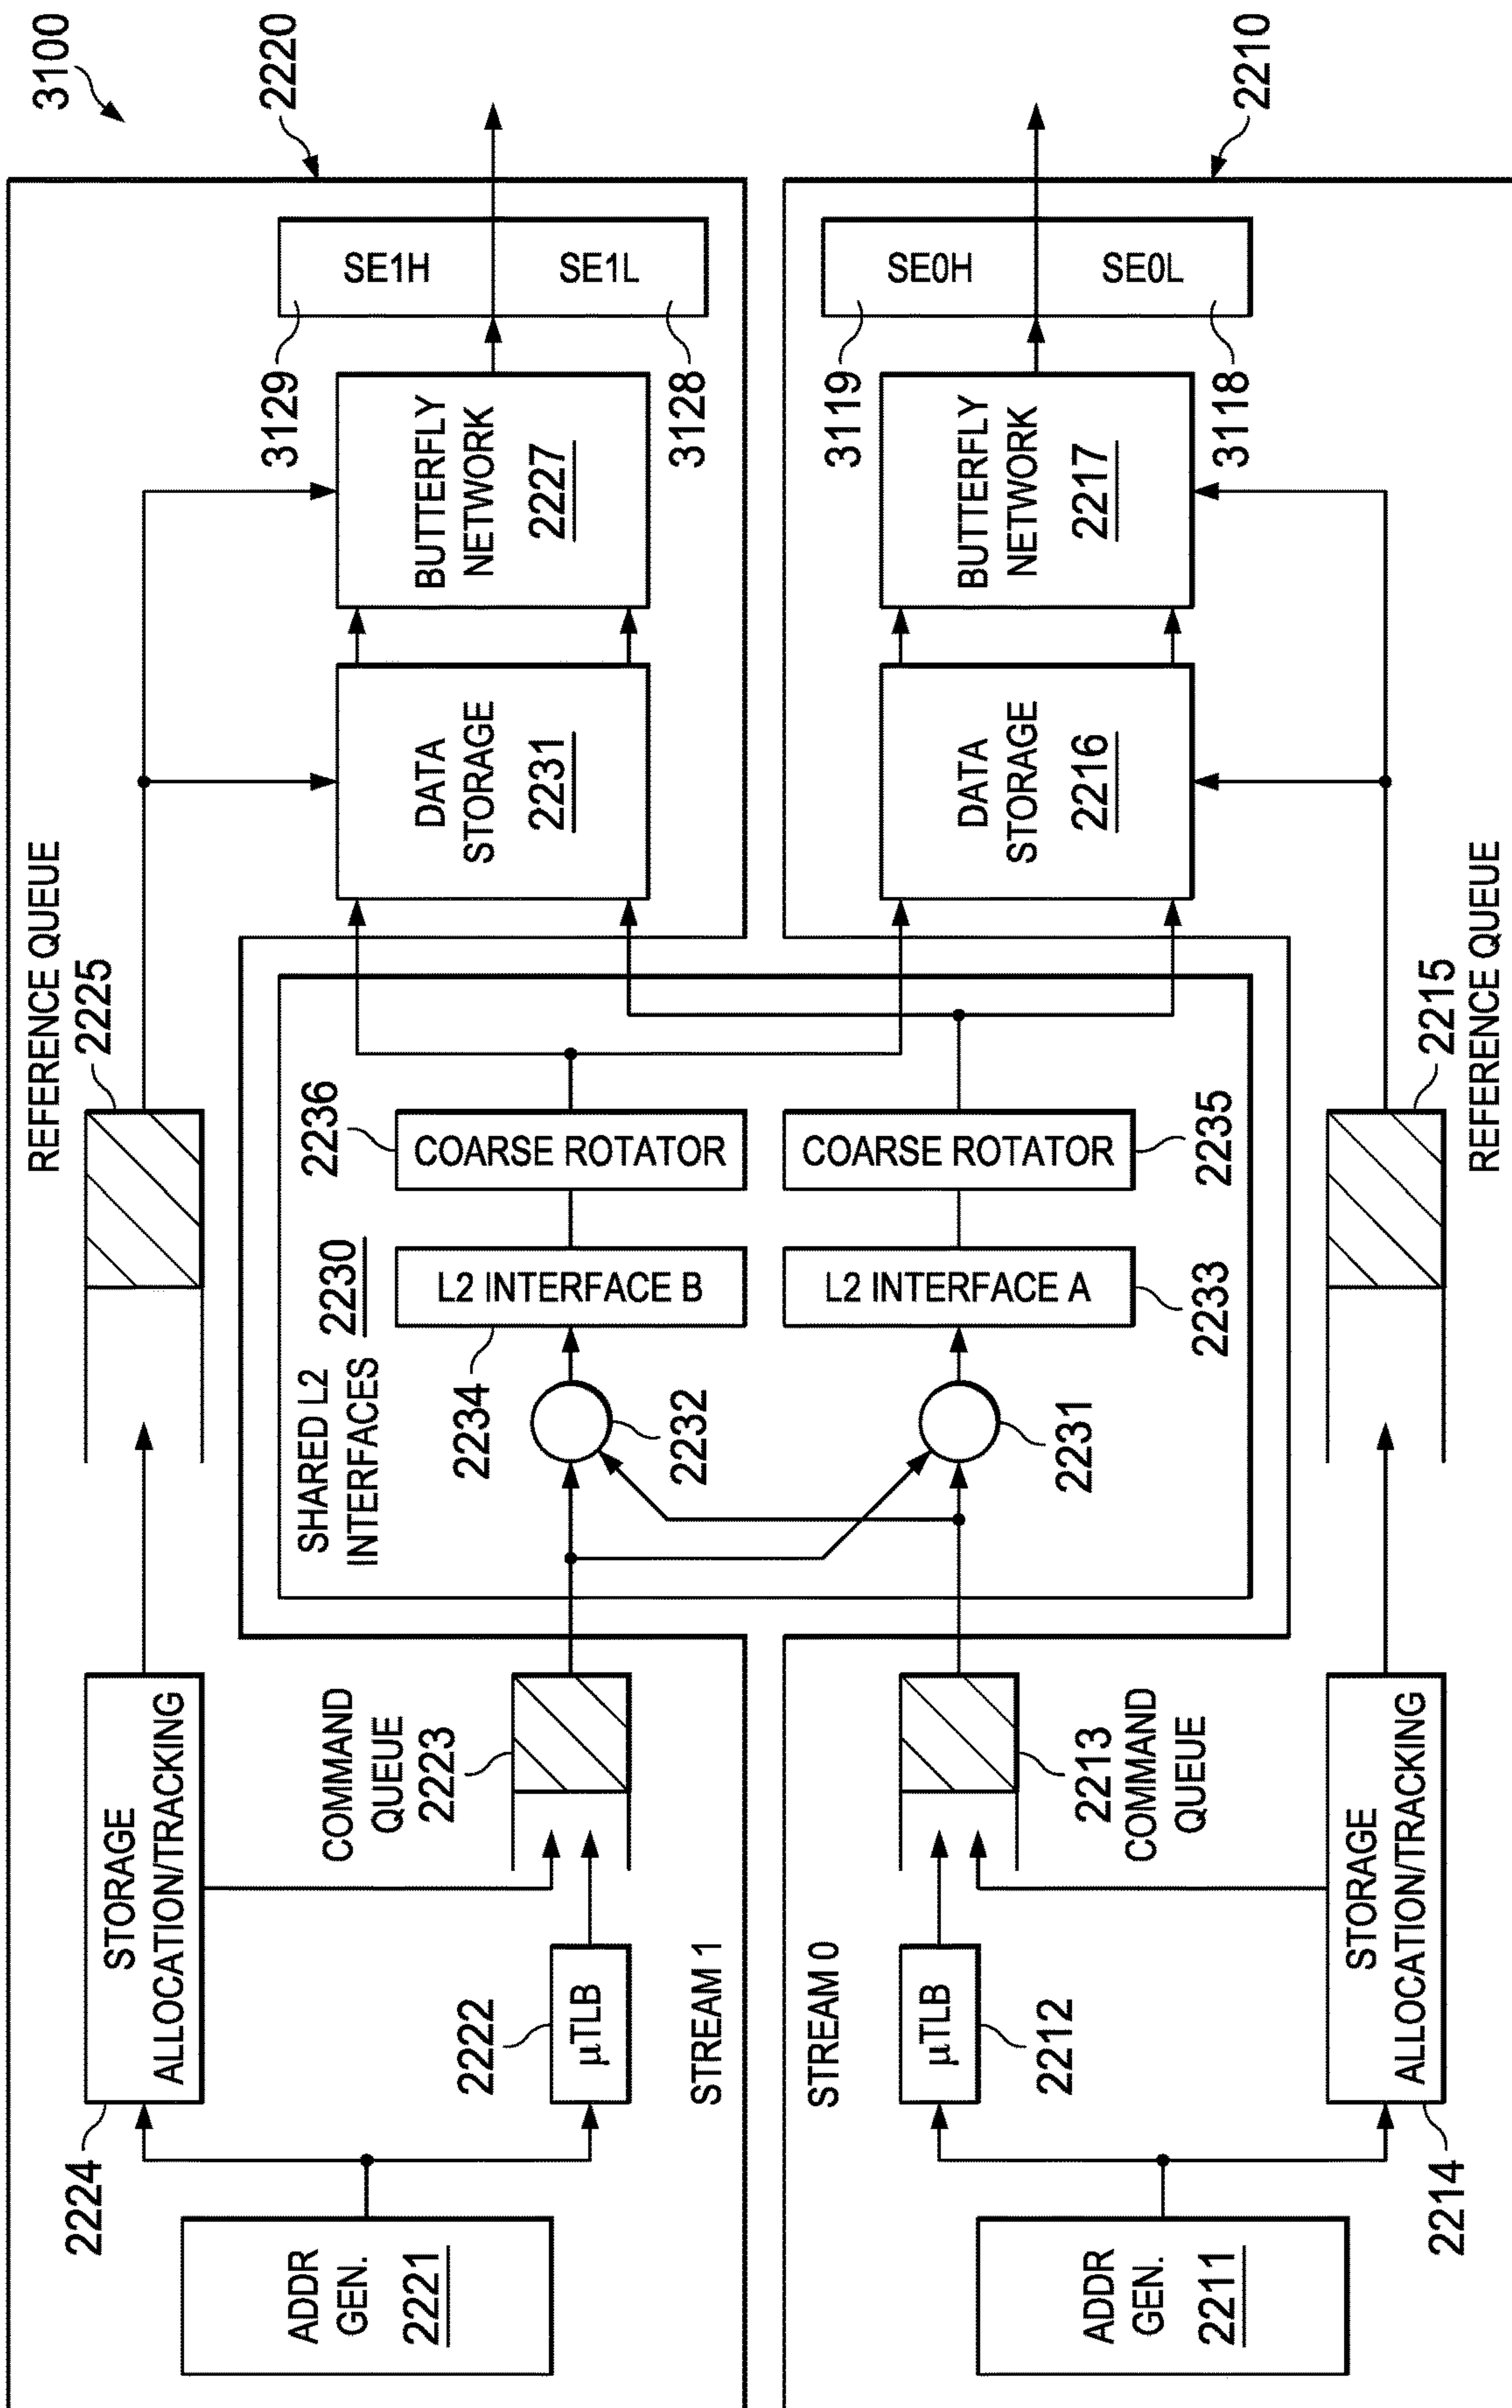 3100
2220
ADDR
GEN.
2221
2224
STORAGE
ALLOCATION/TRACKING
2222
µTLB
STREAM 1
COMMAND
QUEUE
2223
REFERENCE QUEUE
2225
SHARED L2
INTERFACES
2230
2232
2234
L2 INTERFACE B
2236
COARSE ROTATOR
DATA
STORAGE
2231
BUTTERFLY
NETWORK
2227
3129
SE1H
SE1L
3128
2210
STREAM 0
ADDR
GEN.
2211
µTLB
2212
2214
STORAGE
ALLOCATION/TRACKING
2213
COMMAND
QUEUE
2231
L2 INTERFACE A
2233
COARSE ROTATOR
2235
2215
REFERENCE QUEUE
DATA
STORAGE
2216
BUTTERFLY
NETWORK
2217
3119
SE0H
SE0L
3118